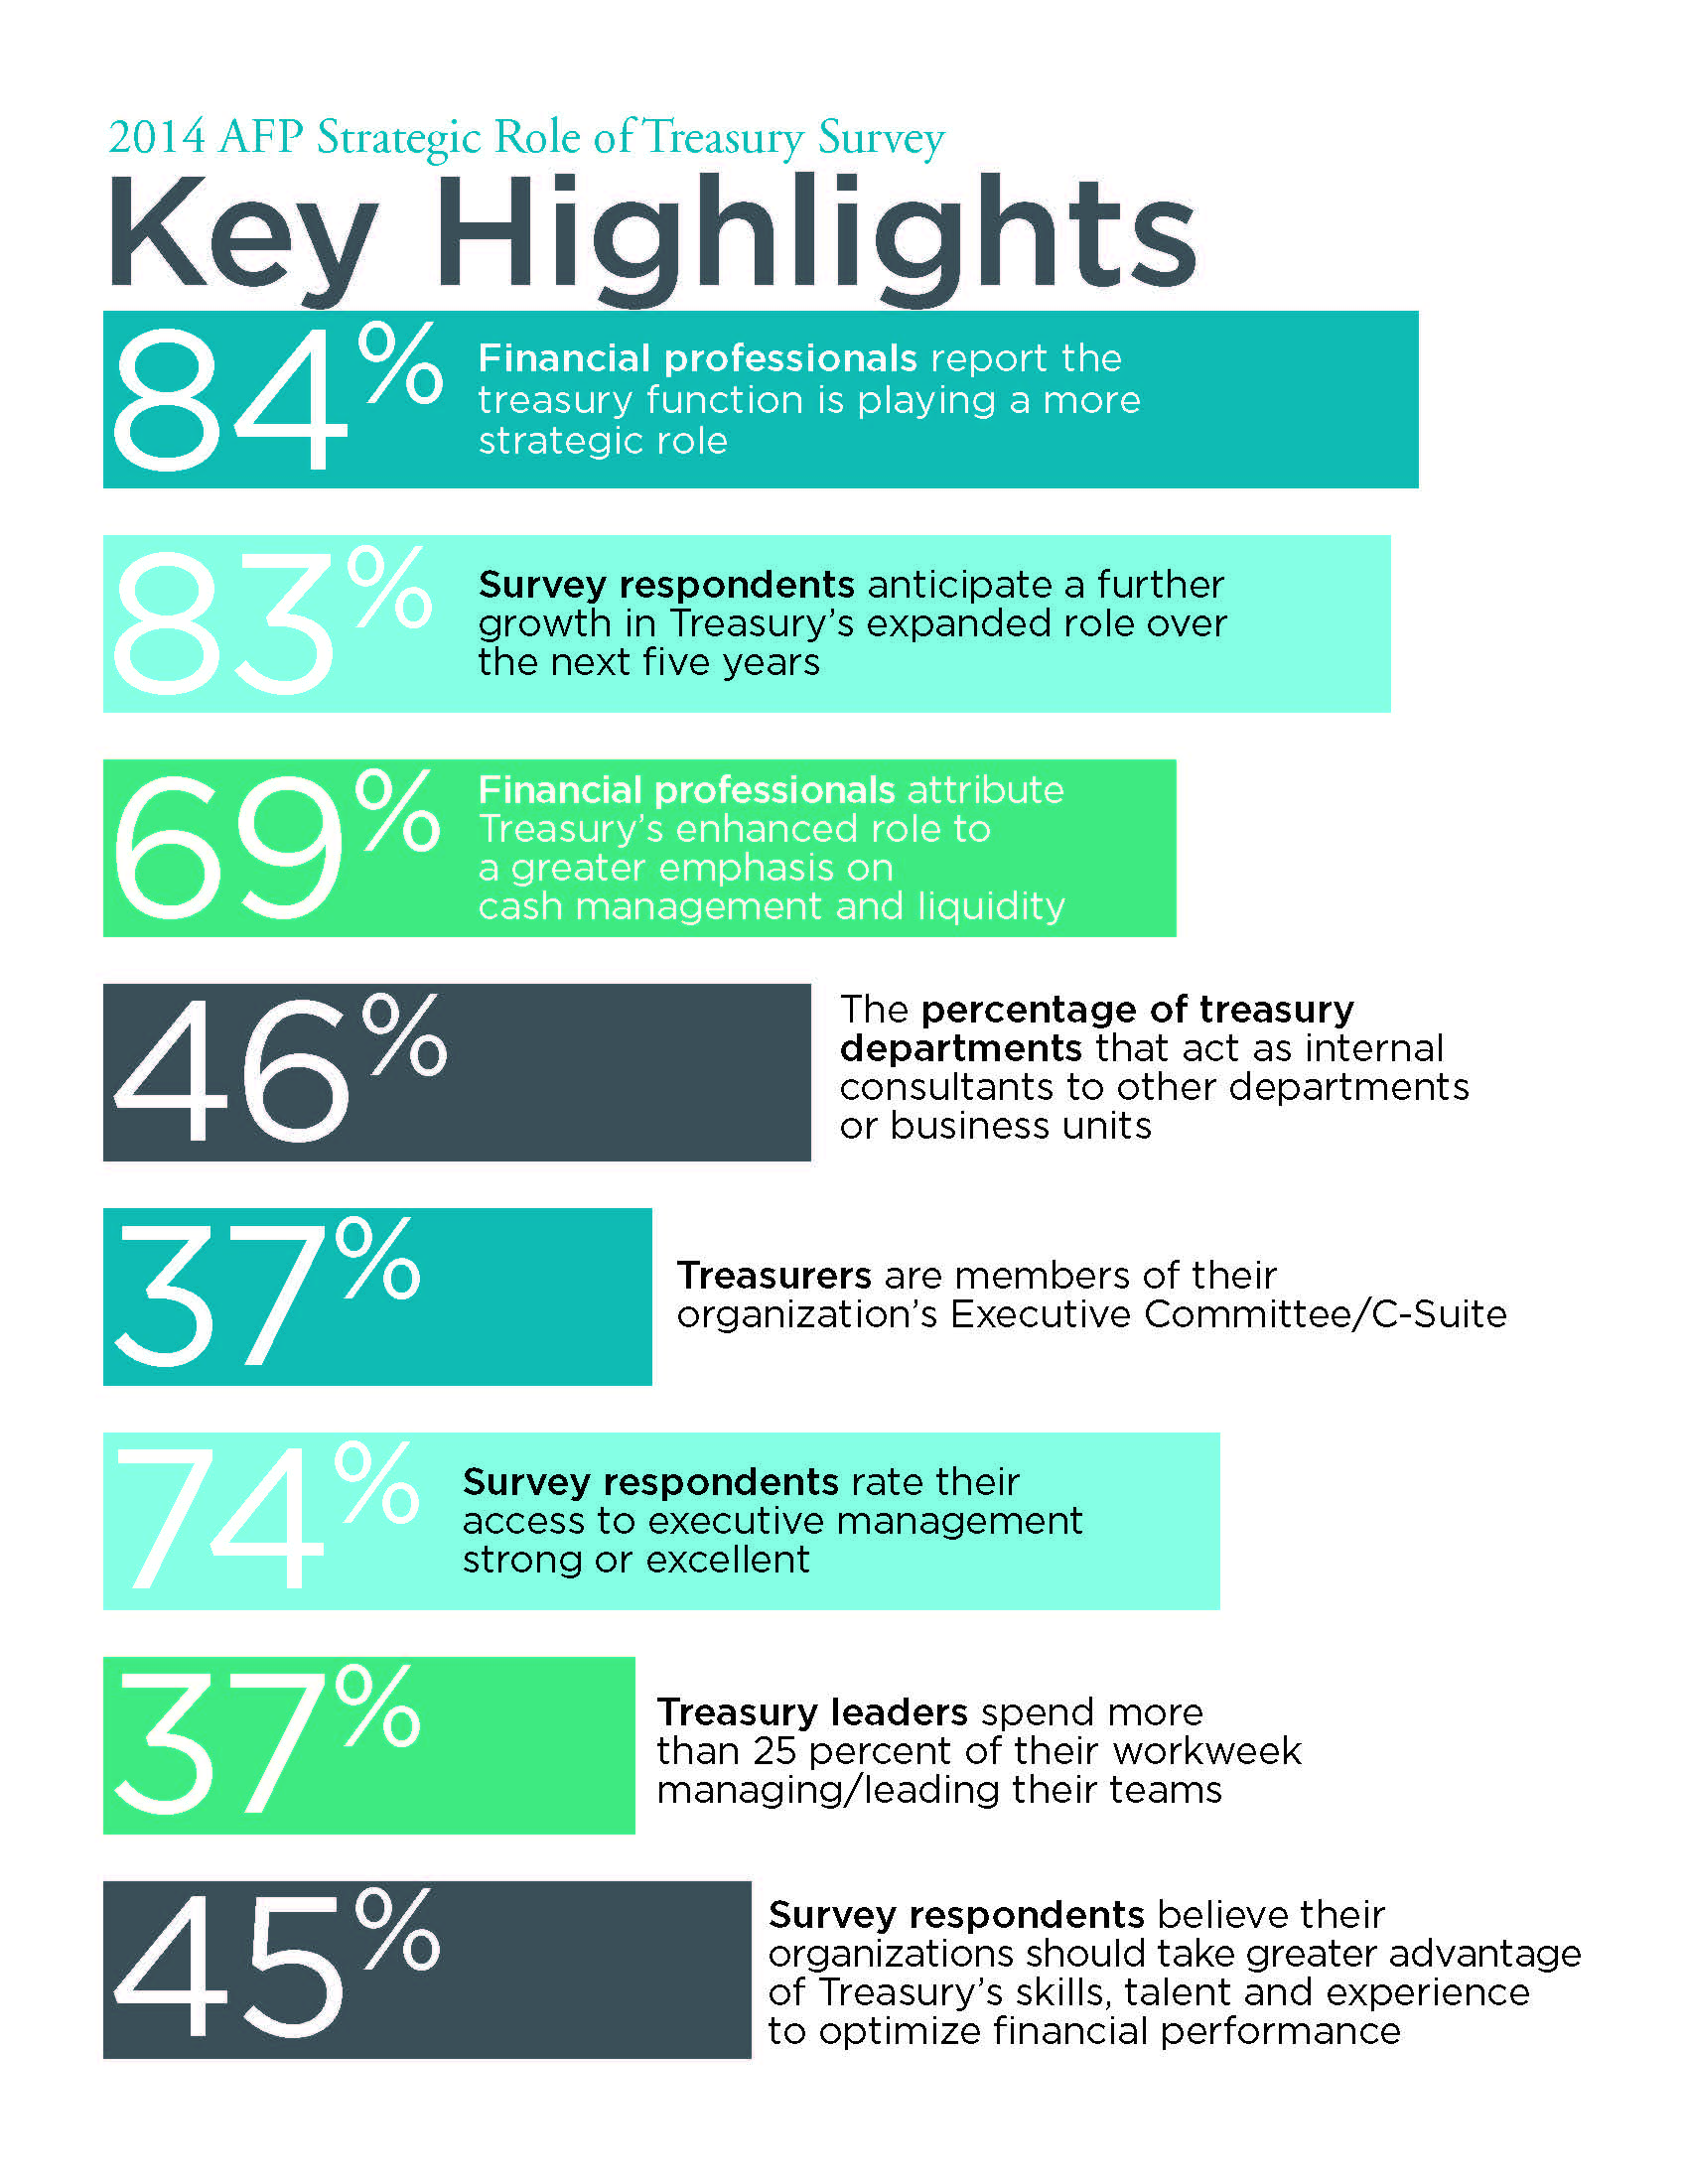 2014 AFP Strategic Role of Treasury Survey
Key Highlights
84%
Financial professionals report the
treasury function is playing a more
strategic role
83%
Survey respondents anticipate a further
growth in Treasury’s expanded role over
the next five years
69%
Financial professionals attribute
Treasury’s enhanced role to
a greater emphasis on
cash management and liquidity
46%
The percentage of treasury
departments that act as internal
consultants to other departments
or business units
37%
Treasurers are members of their
organization’s Executive Committee/C-Suite
74%
Survey respondents rate their
access to executive management
strong or excellent
37%
Treasury leaders spend more
than 25 percent of their workweek
managing/leading their teams
45%
Survey respondents believe their
organizations should take greater advantage
of Treasury’s skills, talent and experience
to optimize financial performance